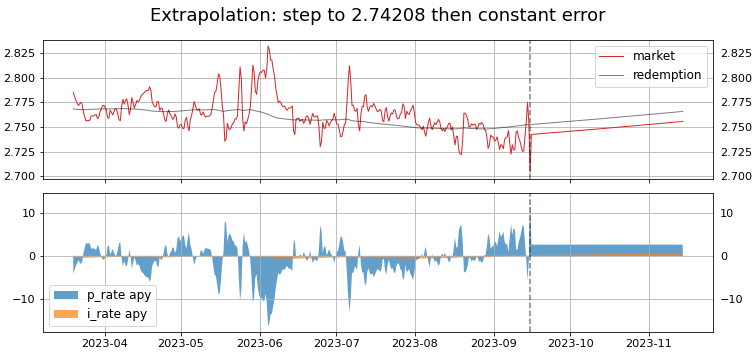 Extrapolation: step to 2.74208 then constant error
2.825 2.825
2.800 2.800
2.775 2.775
2.750 2.750
2.725 2.725
2.700 2.700
market
redemption
10 10
0 0
−10 −10
p_rate apy
i_rate apy
2023-04 2023-05 2023-06 2023-07 2023-08 2023-09 2023-10 2023-11